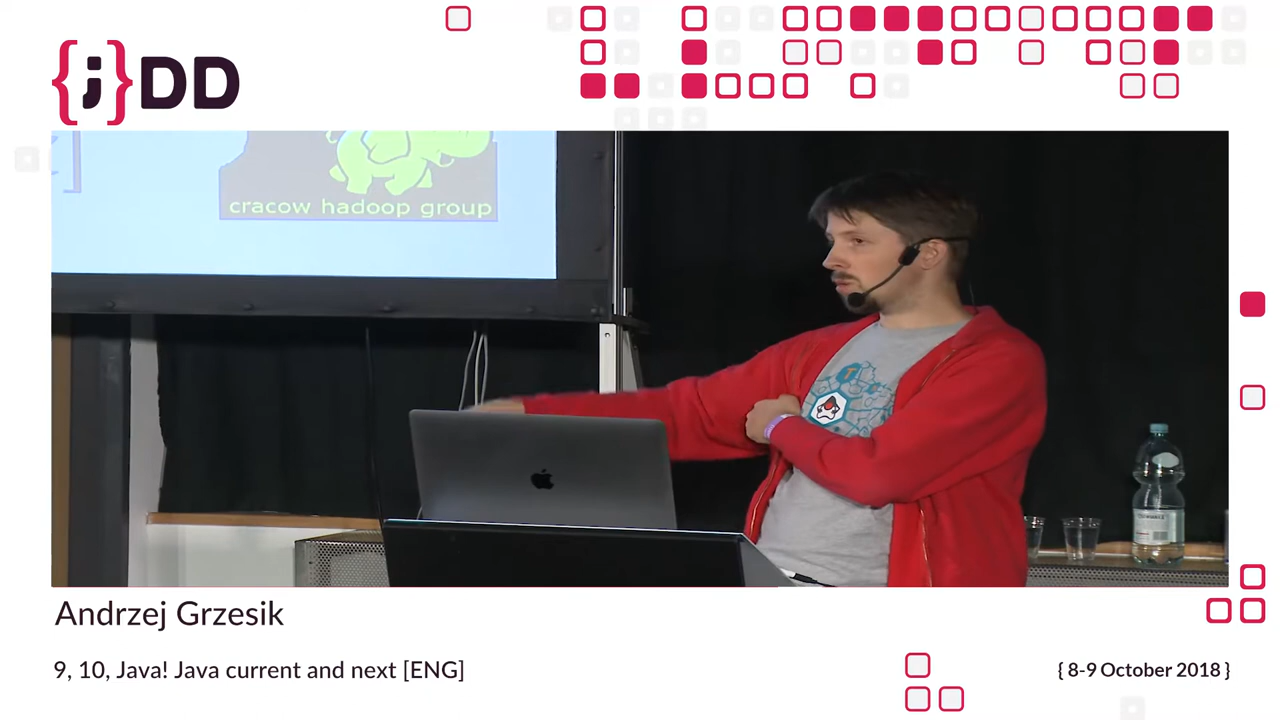 {j}DD
cracow hadoop group
Andrzej Grzesik
9, 10, Java! Java current and next [ENG]
{ 8-9 October 2018 }